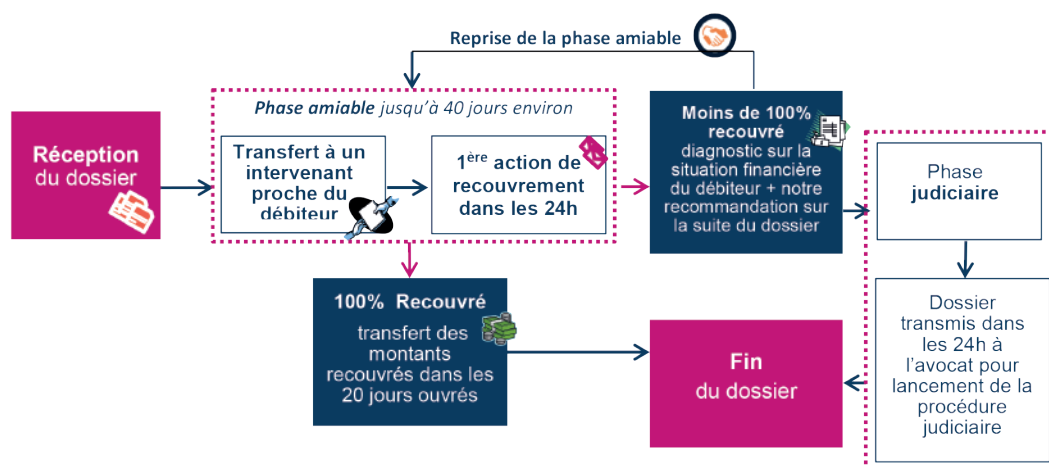 Reprise de la phase amiable
Réception
du dossier
Phase amiable jusqu'à 40 jours environ
Transfert à un
intervenant
proche du
débiteur
1ère action de
recouvrement
dans les 24h
Moins de 100%
recouvré
diagnostic sur la
situation financière
du débiteur + notre
recommandation sur
la suite du dossier
Phase
judiciaire
100% Recouvré
transfert des
montants
recouvrés dans les
20 jours ouvrés
Fin
du dossier
Dossier
transmis dans
les 24h à
l'avocat pour
lancement de la
procédure
judiciaire